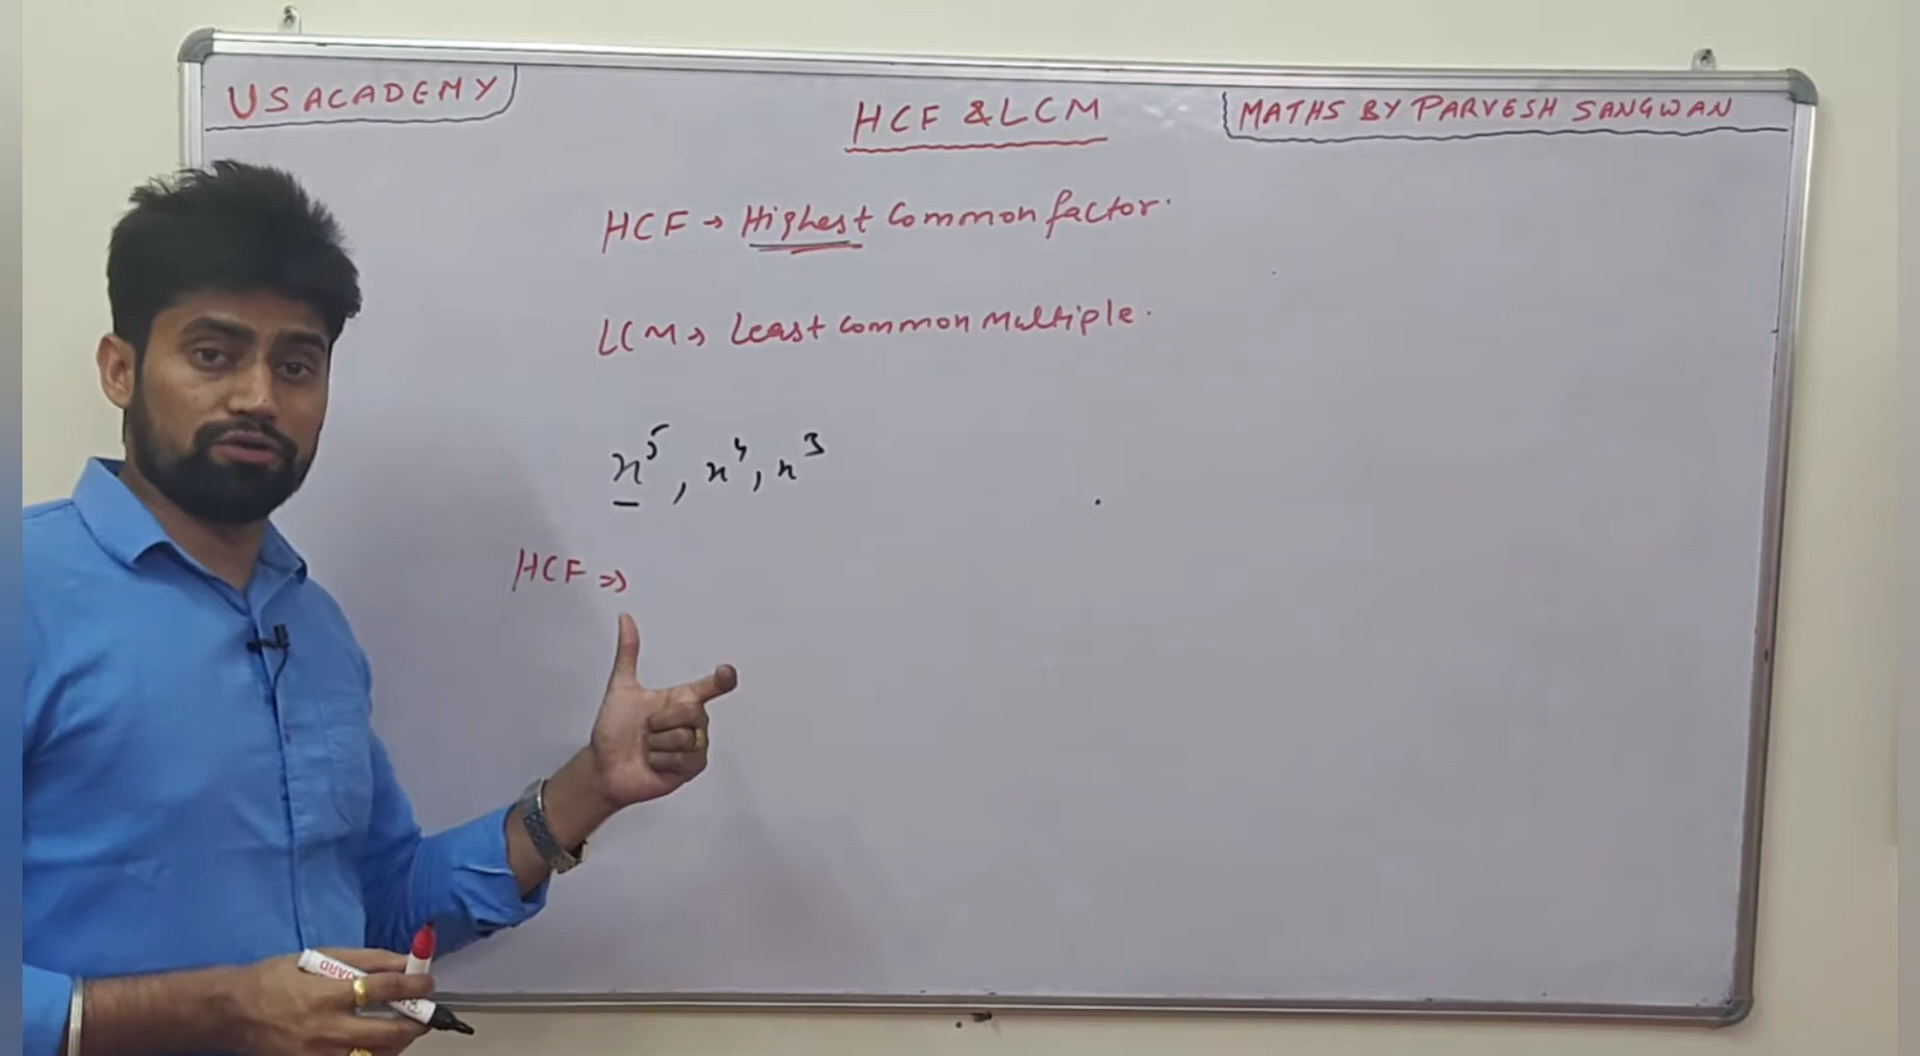 US ACADEMY
HCF & LCM
MATHS BY PARVESH SANGWAN
HCF → Highest Common factor.
LCM → Least common multiple.
x⁵, x⁴, x³
HCF ⇒